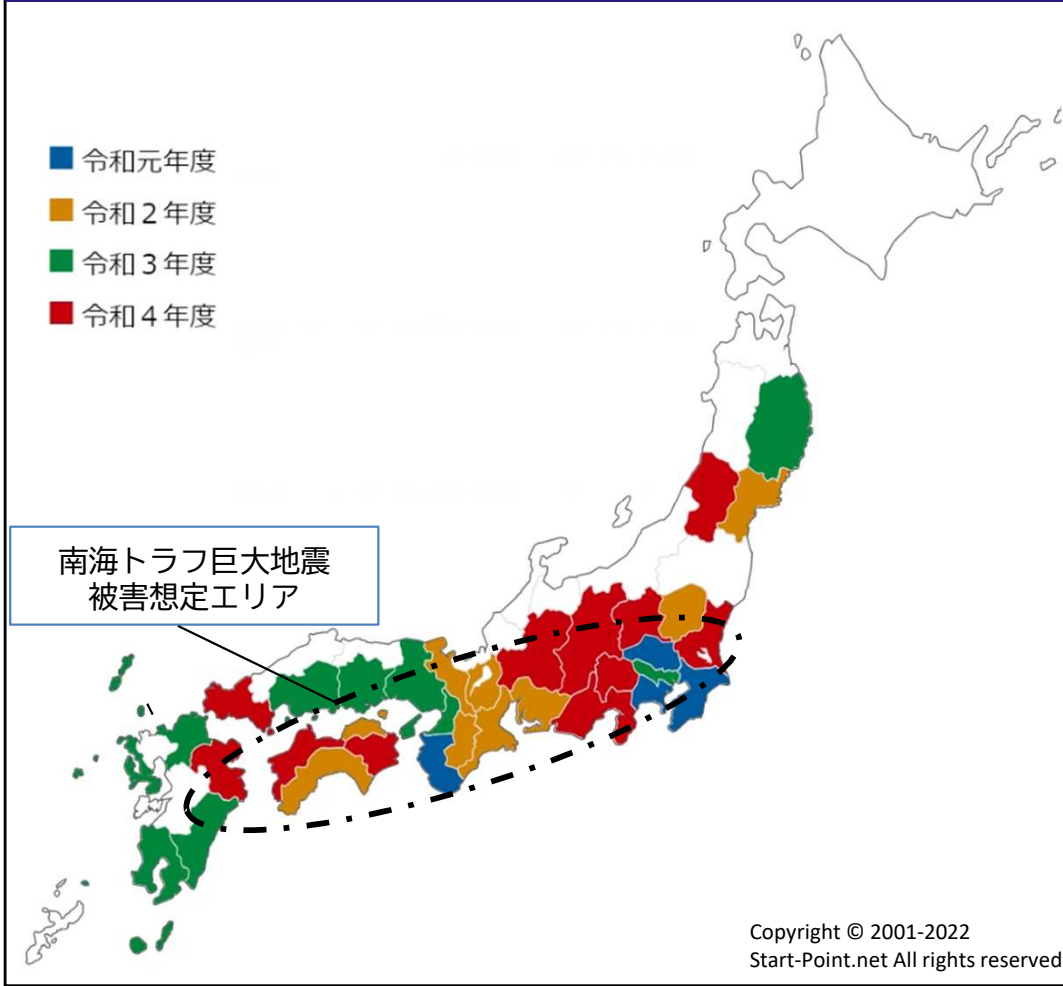 令和元年度
令和２年度
令和３年度
令和４年度
南海トラフ巨大地震
被害想定エリア
Copyright © 2001-2022
Start-Point.net All rights reserved